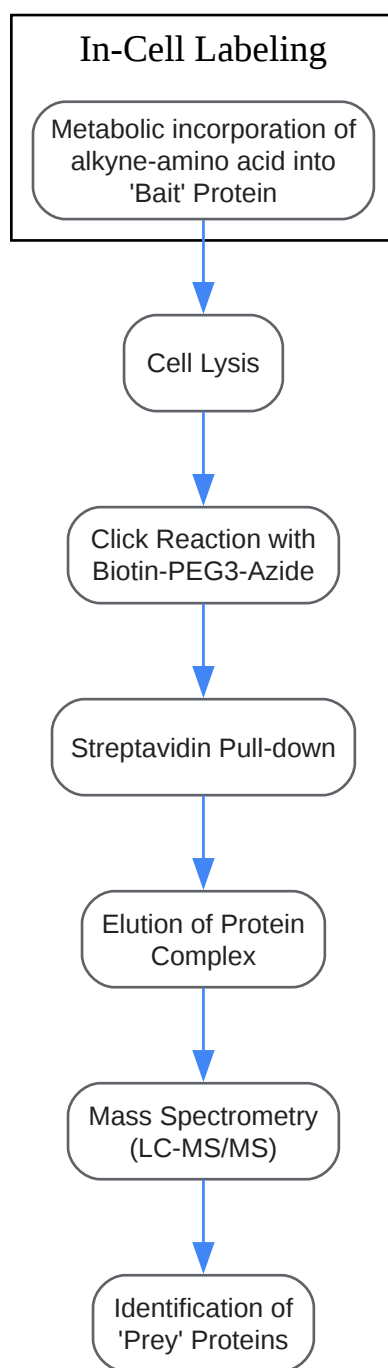 In-Cell Labeling
Metabolic incorporation of
alkyne-amino acid into
'Bait' Protein
Cell Lysis
Click Reaction with
Biotin-PEG3-Azide
Streptavidin Pull-down
Elution of Protein
Complex
Mass Spectrometry
(LC-MS/MS)
Identification of
'Prey' Proteins